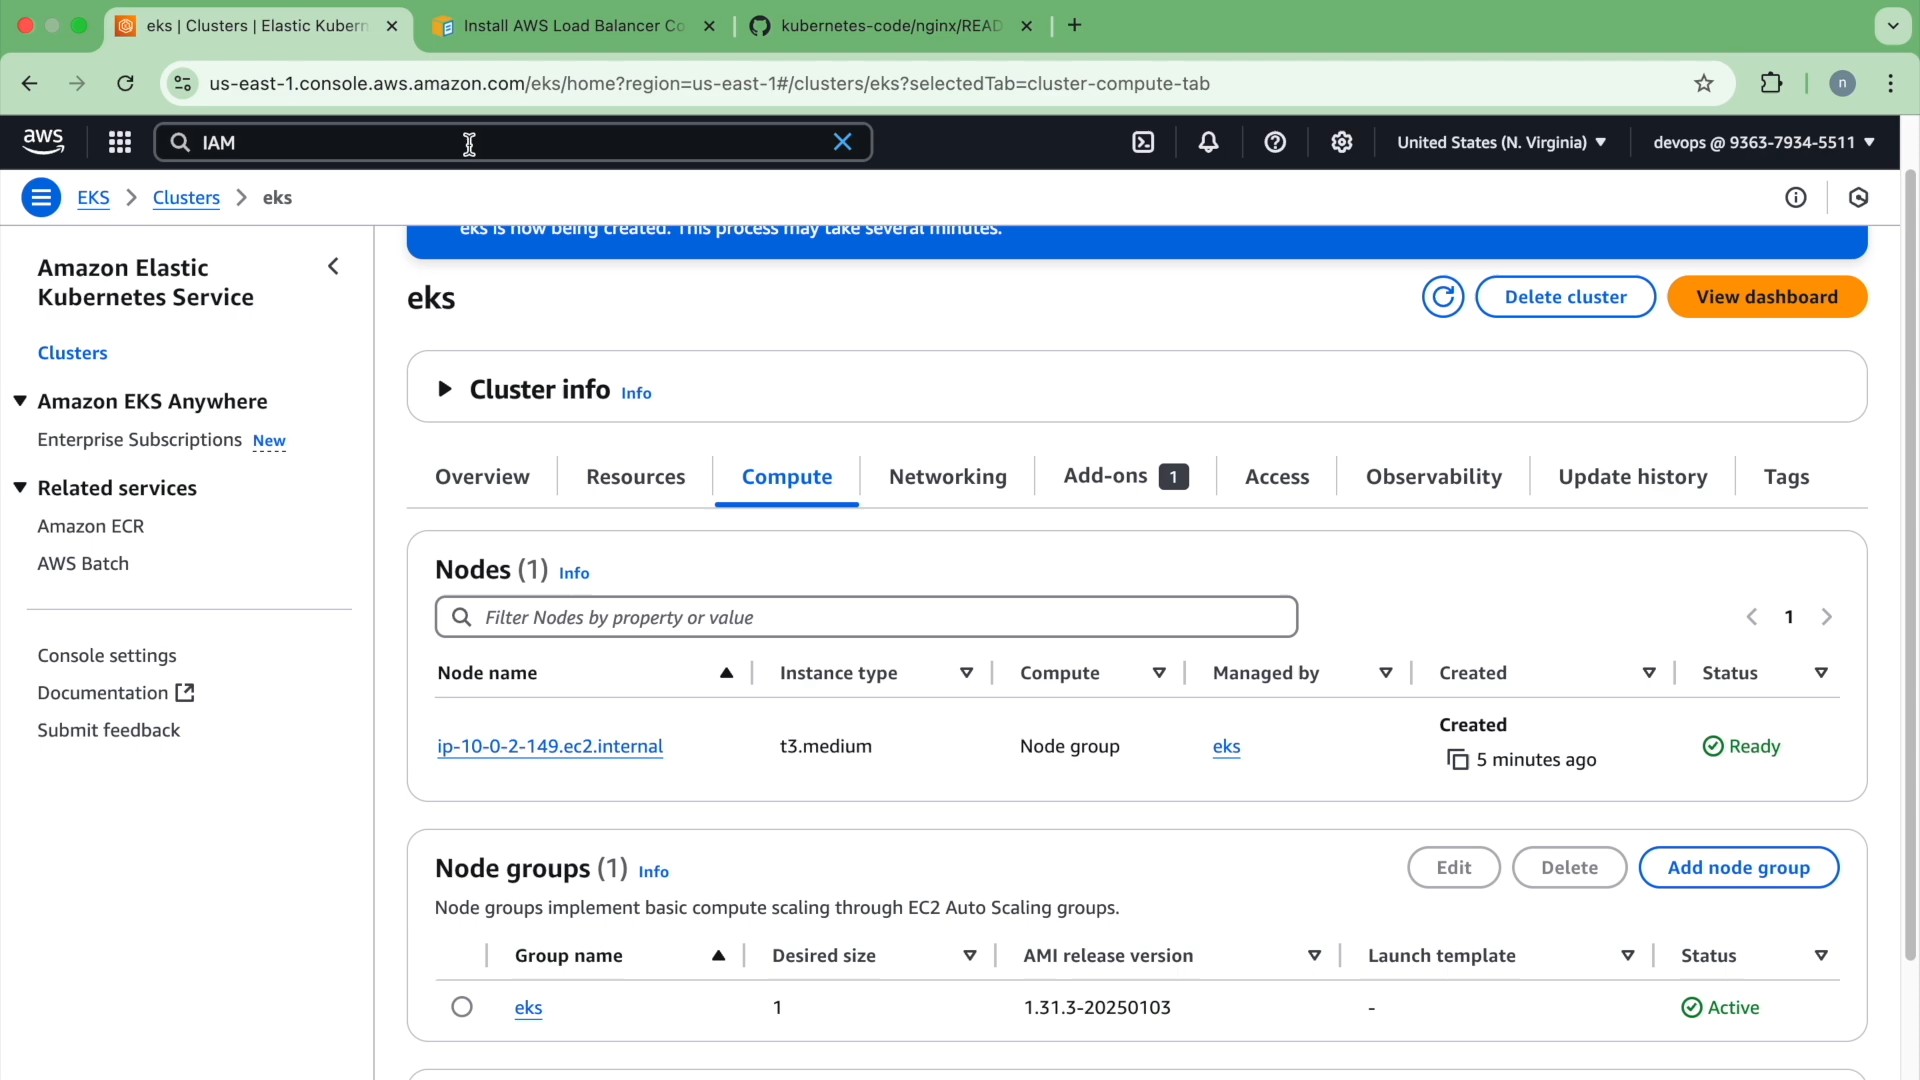 eks | Clusters | Elastic Kubern
Install AWS Load Balancer Co
kubernetes-code/nginx/READ
us-east-1.console.aws.amazon.com/eks/home?region=us-east-1#/clusters/eks?selectedTab=cluster-compute-tab
n
aws
IAM
United States (N. Virginia)
devops @ 9363-7934-5511
EKS > Clusters > eks
eks is now being created. This process may take several minutes.
Amazon Elastic
Kubernetes Service
Clusters
Amazon EKS Anywhere
Enterprise Subscriptions New
Related services
Amazon ECR
AWS Batch
Console settings
Documentation
Submit feedback
eks
Delete cluster
View dashboard
Cluster info Info
Overview
Resources
Compute
Networking
Add-ons 1
Access
Observability
Update history
Tags
Nodes (1) Info
Filter Nodes by property or value
1
Node name
Instance type
Compute
Managed by
Created
Status
ip-10-0-2-149.ec2.internal
t3.medium
Node group
eks
Created
5 minutes ago
Ready
Node groups (1) Info
Edit
Delete
Add node group
Node groups implement basic compute scaling through EC2 Auto Scaling groups.
Group name
Desired size
AMI release version
Launch template
Status
eks
1
1.31.3-20250103
-
Active